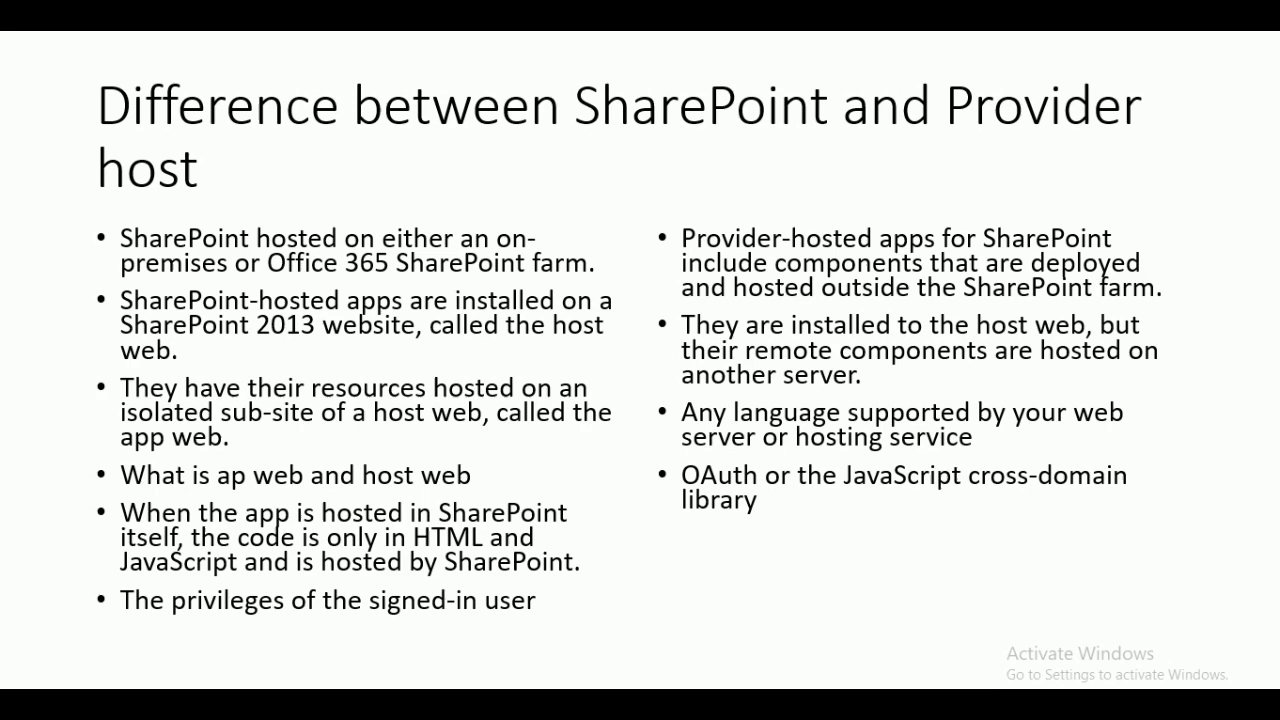 Difference between SharePoint and Provider
host
• SharePoint hosted on either an on-
premises or Office 365 SharePoint farm.
• SharePoint-hosted apps are installed on a
SharePoint 2013 website, called the host
web.
• They have their resources hosted on an
isolated sub-site of a host web, called the
app web.
• What is ap web and host web
• When the app is hosted in SharePoint
itself, the code is only in HTML and
JavaScript and is hosted by SharePoint.
• The privileges of the signed-in user
• Provider-hosted apps for SharePoint
include components that are deployed
and hosted outside the SharePoint farm.
• They are installed to the host web, but
their remote components are hosted on
another server.
• Any language supported by your web
server or hosting service
• OAuth or the JavaScript cross-domain
library
Activate Windows
Go to Settings to activate Windows.